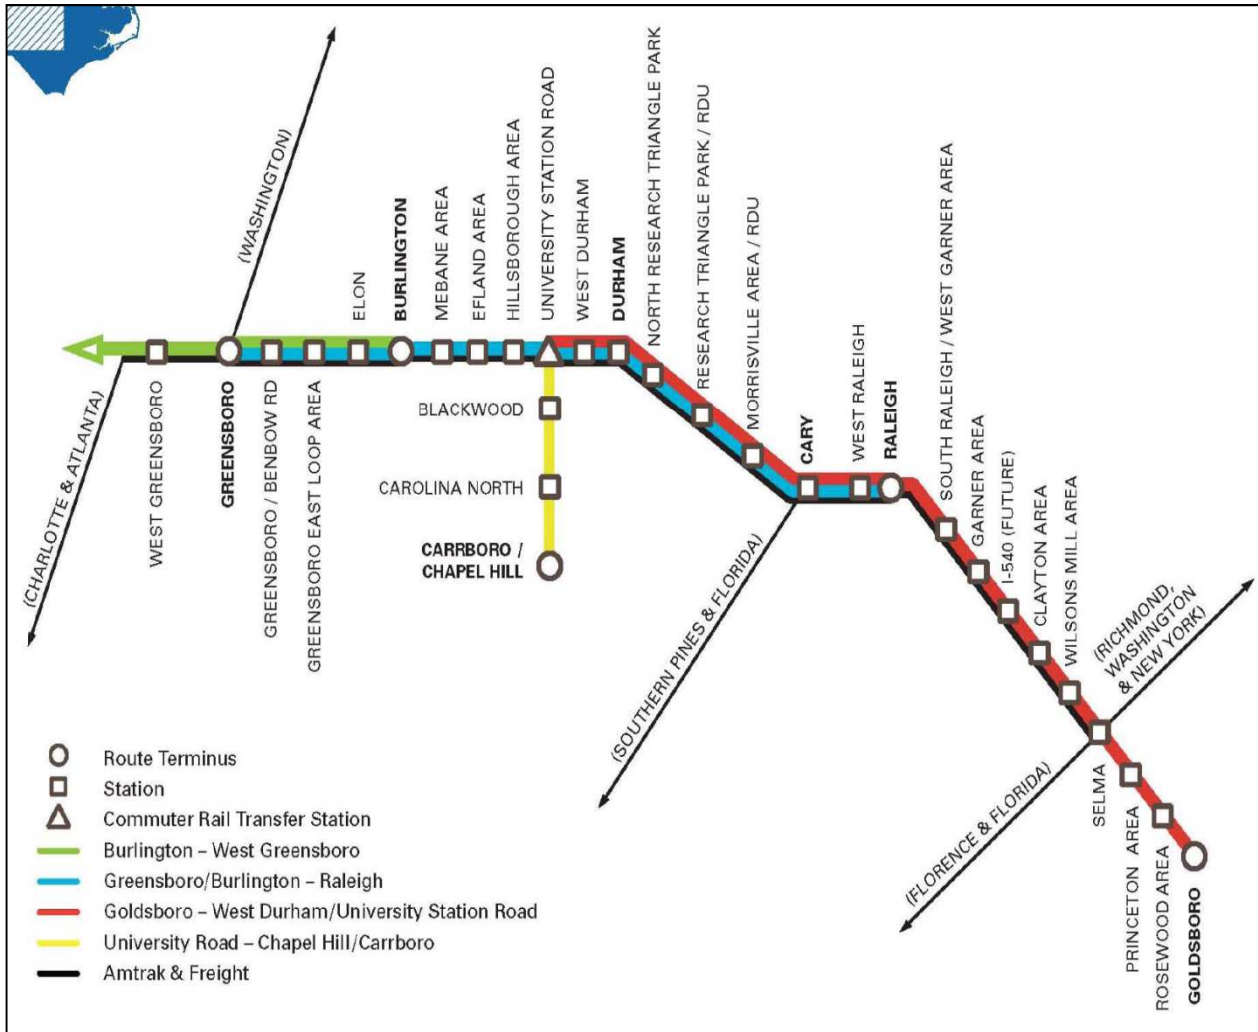 (WASHINGTON)
(CHARLOTTE & ATLANTA)
WEST GREENSBORO
GREENSBORO
GREENSBORO / BENBOW RD
GREENSBORO EAST LOOP AREA
ELON
BURLINGTON
MEBANE AREA
EFLAND AREA
HILLSBOROUGH AREA
UNIVERSITY STATION ROAD
WEST DURHAM
DURHAM
NORTH RESEARCH TRIANGLE PARK
RESEARCH TRIANGLE PARK / RDU
MORRISVILLE AREA / RDU
CARY
WEST RALEIGH
RALEIGH
SOUTH RALEIGH / WEST GARNER AREA
GARNER AREA
I-540 (FUTURE)
CLAYTON AREA
WILSONS MILL AREA
BLACKWOOD
CAROLINA NORTH
CARRBORO /
CHAPEL HILL
(SOUTHERN PINES & FLORIDA)
(RICHMOND,
WASHINGTON
& NEW YORK)
(FLORENCE & FLORIDA)
SELMA
PRINCETON AREA
ROSEWOOD AREA
GOLDSBORO
Route Terminus
Station
Commuter Rail Transfer Station
Burlington – West Greensboro
Greensboro/Burlington – Raleigh
Goldsboro – West Durham/University Station Road
University Road – Chapel Hill/Carrboro
Amtrak & Freight